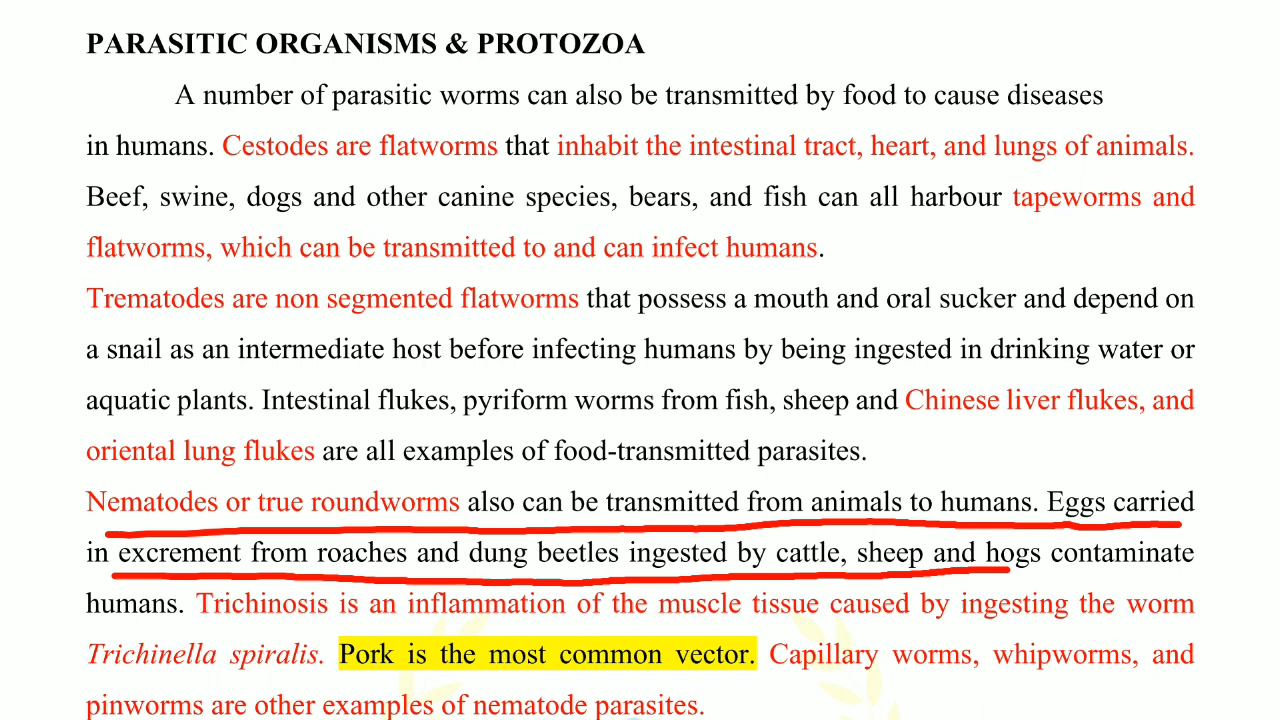 PARASITIC ORGANISMS & PROTOZOA
A number of parasitic worms can also be transmitted by food to cause diseases
in humans. Cestodes are flatworms that inhabit the intestinal tract, heart, and lungs of animals.
Beef, swine, dogs and other canine species, bears, and fish can all harbour tapeworms and
flatworms, which can be transmitted to and can infect humans.
Trematodes are non segmented flatworms that possess a mouth and oral sucker and depend on
a snail as an intermediate host before infecting humans by being ingested in drinking water or
aquatic plants. Intestinal flukes, pyriform worms from fish, sheep and Chinese liver flukes, and
oriental lung flukes are all examples of food-transmitted parasites.
Nematodes or true roundworms also can be transmitted from animals to humans. Eggs carried
in excrement from roaches and dung beetles ingested by cattle, sheep and hogs contaminate
humans. Trichinosis is an inflammation of the muscle tissue caused by ingesting the worm
Trichinella spiralis. Pork is the most common vector. Capillary worms, whipworms, and
pinworms are other examples of nematode parasites.